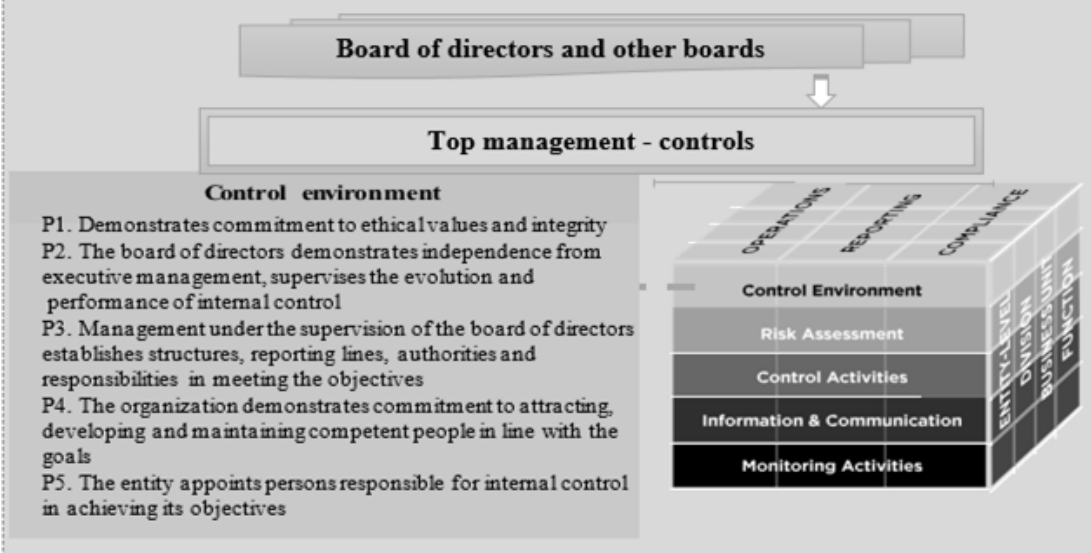 Board of directors and other boards
Top management - controls
Control environment
P1. Demonstrates commitment to ethical values and integrity
P2. The board of directors demonstrates independence from
executive management, supervises the evolution and
performance of internal control
P3. Management under the supervision of the board of directors
establishes structures, reporting lines, authorities and
responsibilities in meeting the objectives
P4. The organization demonstrates commitment to attracting,
developing and maintaining competent people in line with the
goals
P5. The entity appoints persons responsible for internal control
in achieving its objectives
OPERATIONS
REPORTING
COMPLIANCE
Control Environment
Risk Assessment
Control Activities
Information & Communication
Monitoring Activities
ENTITY-LEVEL
DIVISION
BUSINESS UNIT
FUNCTION